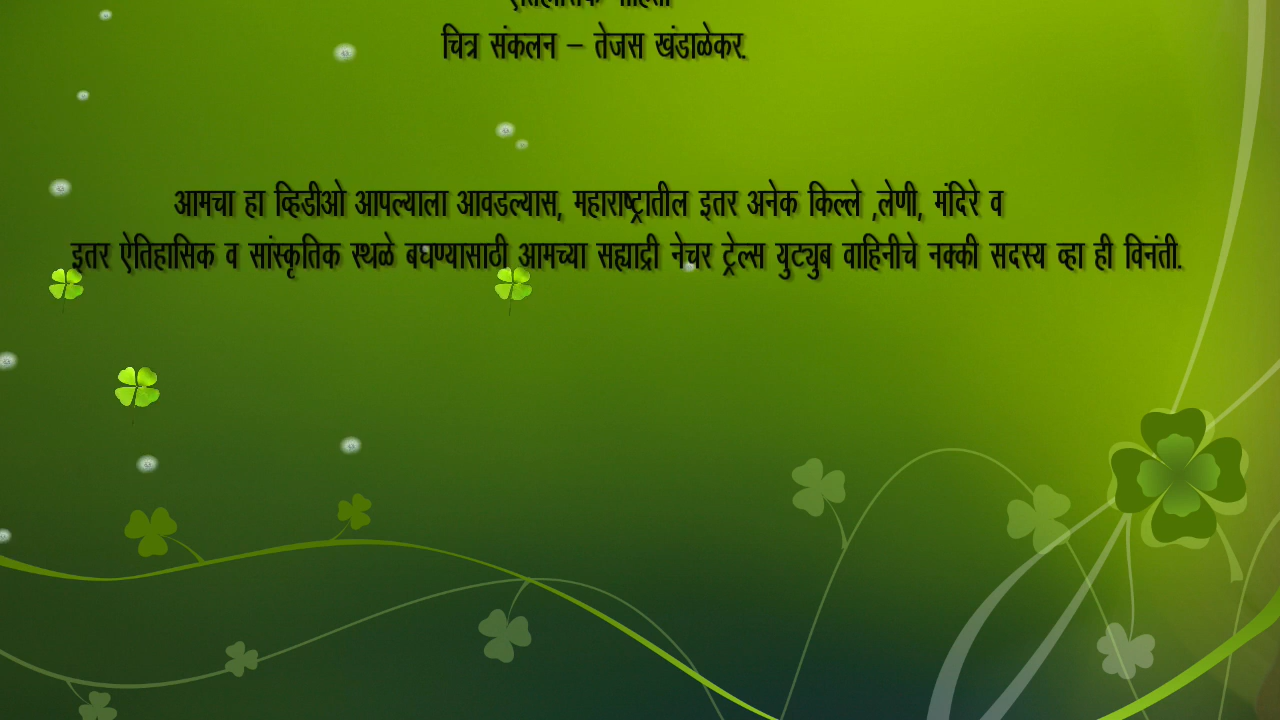 चित्र संकलन – तेजस खंडाळेकर.
आमचा हा व्हिडीओ आपल्याला आवडल्यास, महाराष्ट्रातील इतर अनेक किल्ले ,लेणी, मंदिरे व
इतर ऐतिहासिक व सांस्कृतिक स्थळे बघण्यासाठी आमच्या सह्याद्री नेचर ट्रेल्स युट्युब वाहिनीचे नक्की सदस्य व्हा ही विनंती.